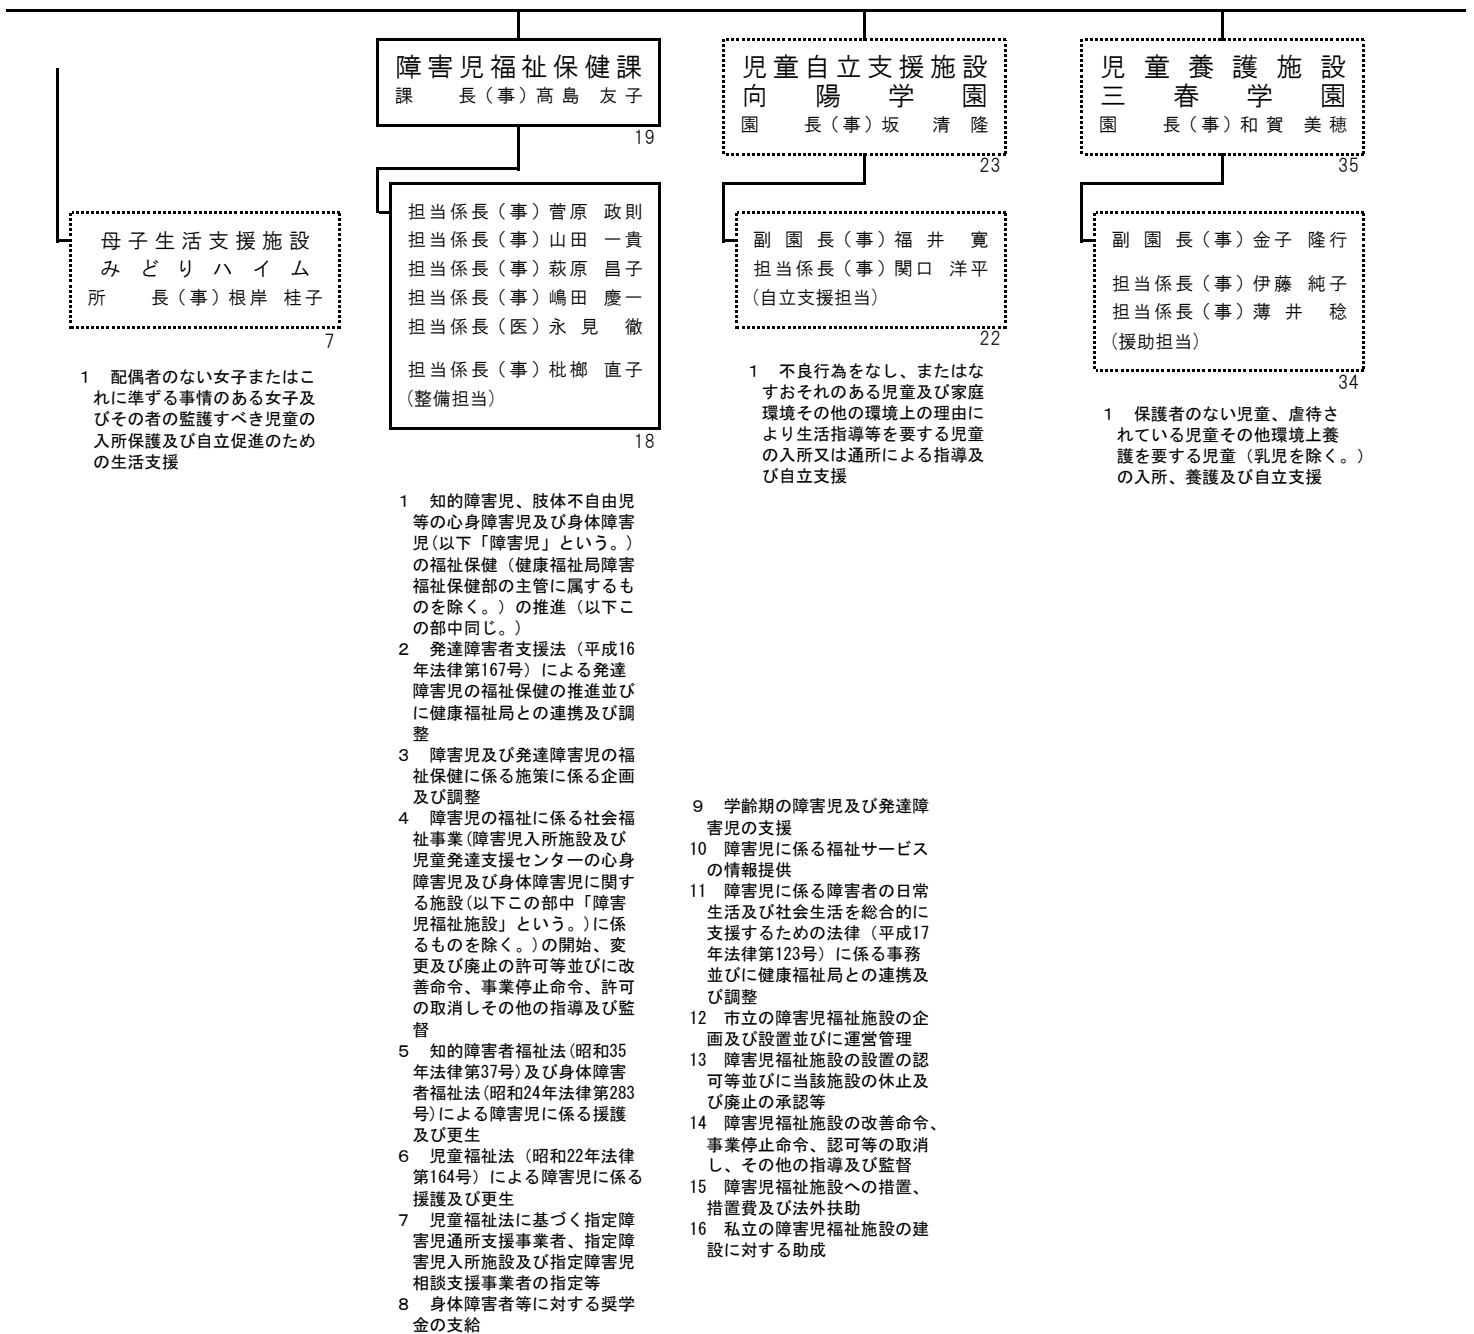 母子生活支援施設
みどりハイム
所　長（事）根岸　桂子
7
1　配偶者のない女子またはこ
れに準ずる事情のある女子及
びその者の監護すべき児童の
入所保護及び自立促進のため
の生活支援
障害児福祉保健課
課　長（事）髙島　友子
19
担当係長（事）菅原　政則
担当係長（事）山田　一貴
担当係長（事）萩原　昌子
担当係長（事）嶋田　慶一
担当係長（医）永見　徹
担当係長（事）枇榔　直子
(整備担当)
18
1　知的障害児、肢体不自由児
等の心身障害児及び身体障害
児(以下「障害児」という。)
の福祉保健（健康福祉局障害
福祉保健部の主管に属するも
のを除く。）の推進（以下こ
の部中同じ。）
2　発達障害者支援法（平成16
年法律第167号）による発達
障害児の福祉保健の推進並び
に健康福祉局との連携及び調
整
3　障害児及び発達障害児の福
祉保健に係る施策に係る企画
及び調整
4　障害児の福祉に係る社会福
祉事業(障害児入所施設及び
児童発達支援センターの心身
障害児及び身体障害児に関す
る施設(以下この部中「障害
児福祉施設」という。)に係
るものを除く。)の開始、変
更及び廃止の許可等並びに改
善命令、事業停止命令、許可
の取消しその他の指導及び監
督
5　知的障害者福祉法(昭和35
年法律第37号)及び身体障害
者福祉法(昭和24年法律第283
号)による障害児に係る援護
及び更生
6　児童福祉法（昭和22年法律
第164号）による障害児に係る
援護及び更生
7　児童福祉法に基づく指定障
害児通所支援事業者、指定障
害児入所施設及び指定障害児
相談支援事業者の指定等
8　身体障害者等に対する奨学
金の支給
9　学齢期の障害児及び発達障
害児の支援
10　障害児に係る福祉サービス
の情報提供
11　障害児に係る障害者の日常
生活及び社会生活を総合的に
支援するための法律（平成17
年法律第123号）に係る事務
並びに健康福祉局との連携及
び調整
12　市立の障害児福祉施設の企
画及び設置並びに運営管理
13　障害児福祉施設の設置の認
可等並びに当該施設の休止及
び廃止の承認等
14　障害児福祉施設の改善命令、
事業停止命令、認可等の取消
し、その他の指導及び監督
15　障害児福祉施設への措置、
措置費及び法外扶助
16　私立の障害児福祉施設の建
設に対する助成
児童自立支援施設
向陽学園
園　長（事）坂　清隆
23
副園長（事）福井　寛
担当係長（事）関口　洋平
(自立支援担当)
22
1　不良行為をなし、またはな
すおそれのある児童及び家庭
環境その他の環境上の理由に
より生活指導等を要する児童
の入所又は通所による指導及
び自立支援
児童養護施設
三春学園
園　長（事）和賀　美穂
35
副園長（事）金子　隆行
担当係長（事）伊藤　純子
担当係長（事）薄井　稔
(援助担当)
34
1　保護者のない児童、虐待さ
れている児童その他環境上養
護を要する児童（乳児を除く。）
の入所、養護及び自立支援